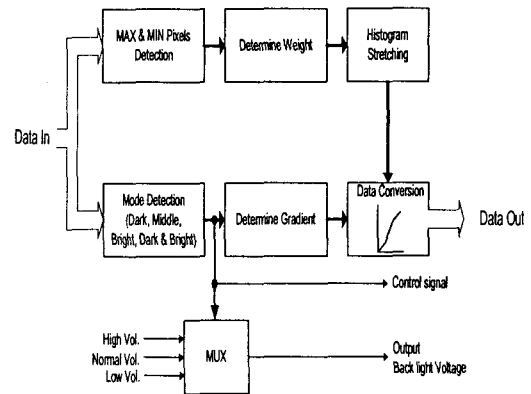 MAX & MIN Pixels
Detection
Determine Weight
Histogram
Stretching
Data In
Mode Detection
(Dark, Middle,
Bright, Dark & Bright)
Determine Gradient
Data Conversion
Data Out
Control signal
High Vol.
Normal Vol.
Low Vol.
MUX
Output
Back light Voltage